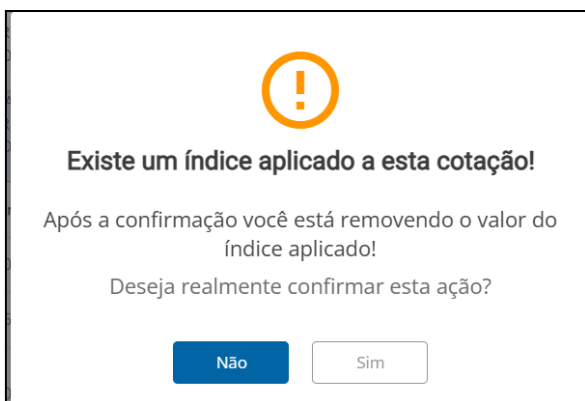 Existe um índice aplicado a esta cotação!
Após a confirmação você está removendo o valor do
índice aplicado!
Deseja realmente confirmar esta ação?
Não
Sim